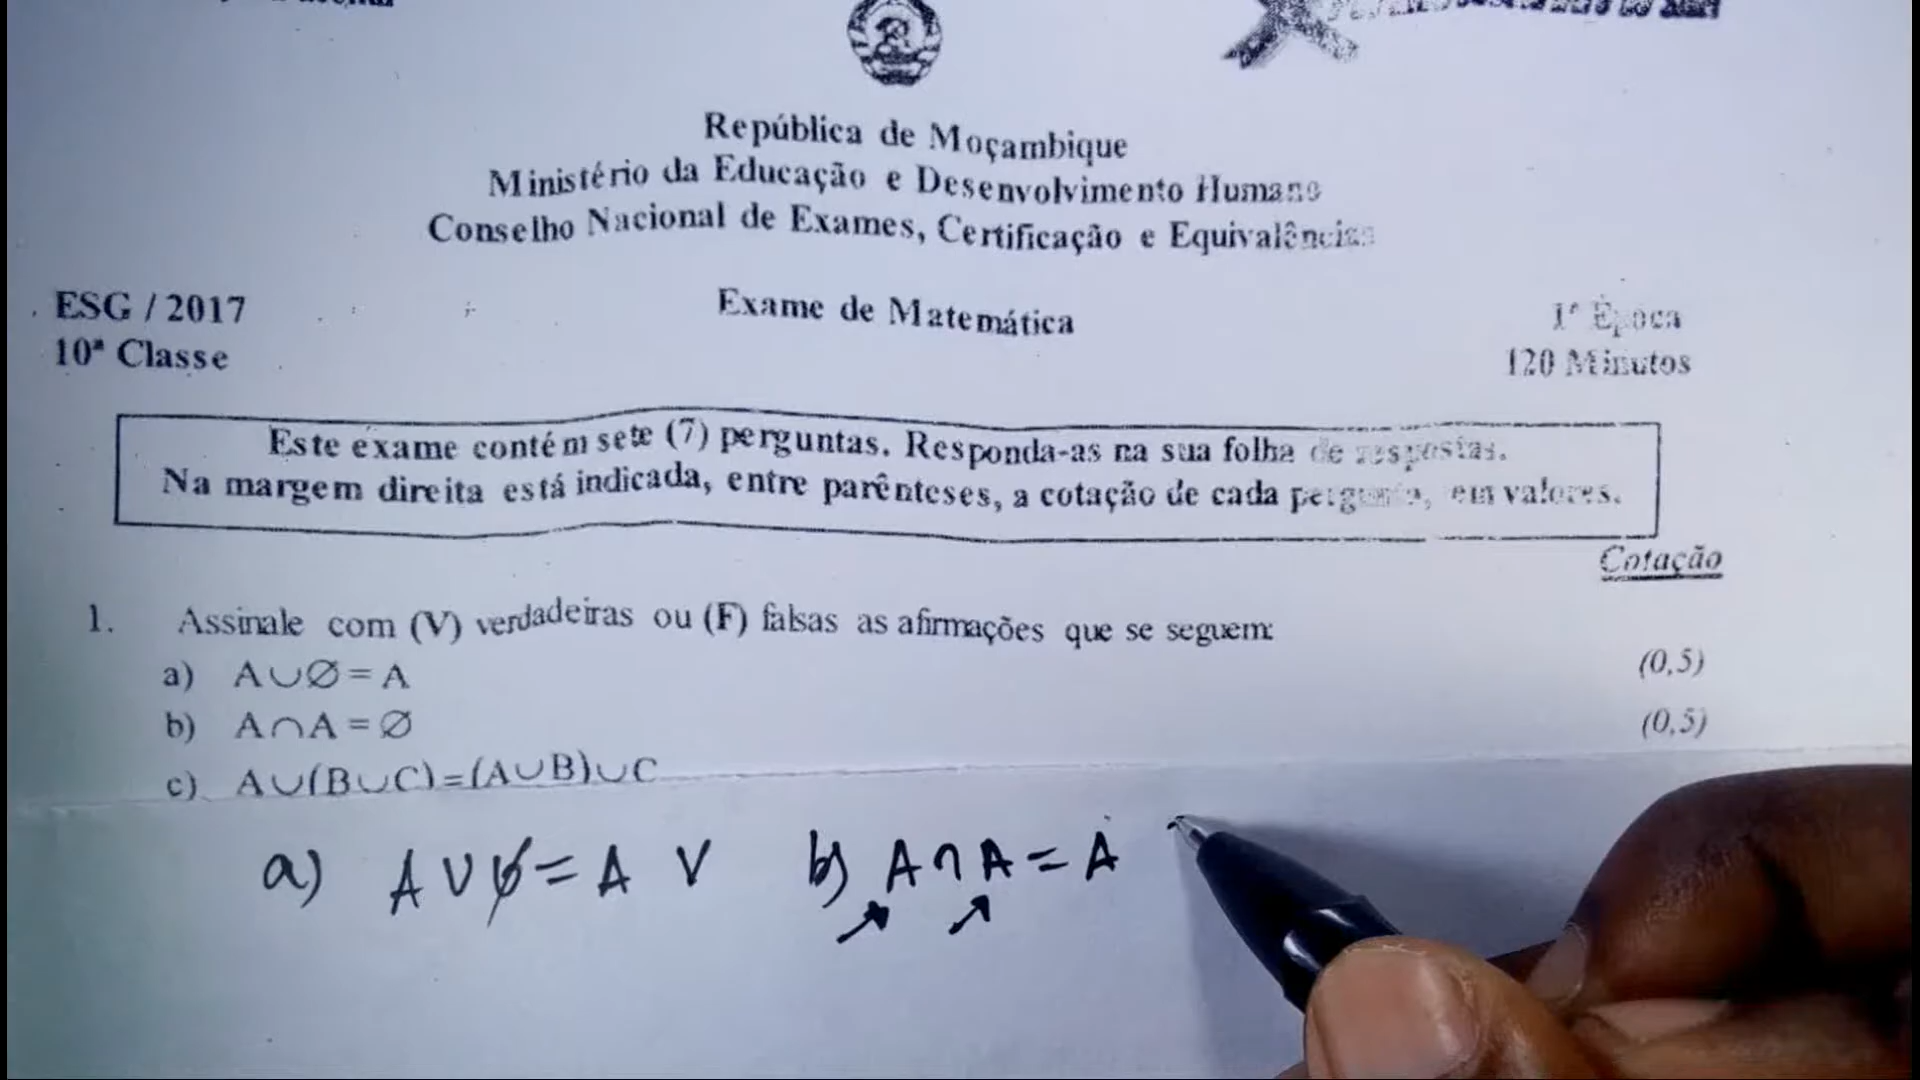 República de Moçambique
Ministério da Educação e Desenvolvimento Humano
Conselho Nacional de Exames, Certificação e Equivalências
ESG / 2017
Exame de Matemática
1ª Época
10ª Classe
120 Minutos
Este exame contém sete (7) perguntas. Responda-as na sua folha de respostas.
Na margem direita está indicada, entre parênteses, a cotação de cada pergunta, em valores.
Cotação
1. Assinale com (V) verdadeiras ou (F) falsas as afirmações que se seguem:
a) A∪∅=A (0,5)
b) A∩A=∅ (0,5)
c) A∪(B∪C)=(A∪B)∪C
a) A∪∅=A V b) A∩A=A